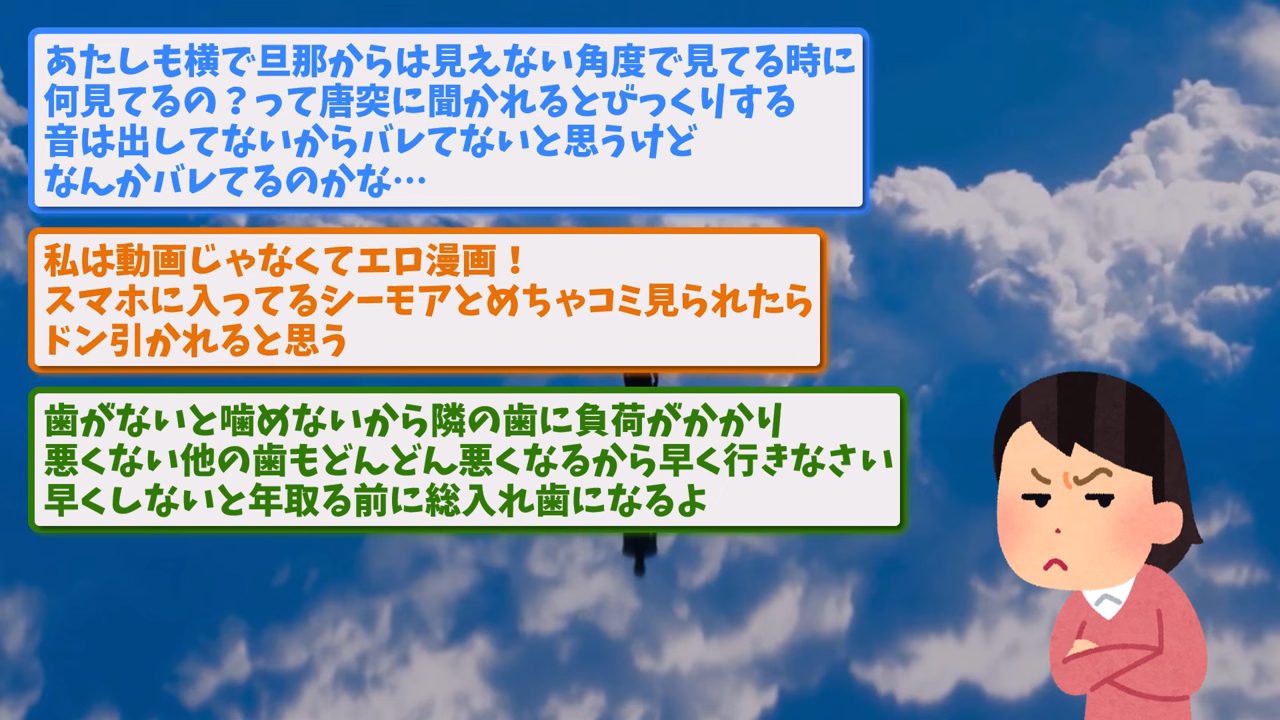 あたしも横で旦那からは見えない角度で見てる時に
何見てるの？って唐突に聞かれるとびっくりする
音は出してないからバレてないと思うけど
なんかバレてるのかな…
私は動画じゃなくてエロ漫画！
スマホに入ってるシーモアとめちゃコミ見られたら
ドン引かれると思う
歯がないと噛めないから隣の歯に負荷がかかり
悪くない他の歯もどんどん悪くなるから早く行きなさい
早くしないと年取る前に総入れ歯になるよ